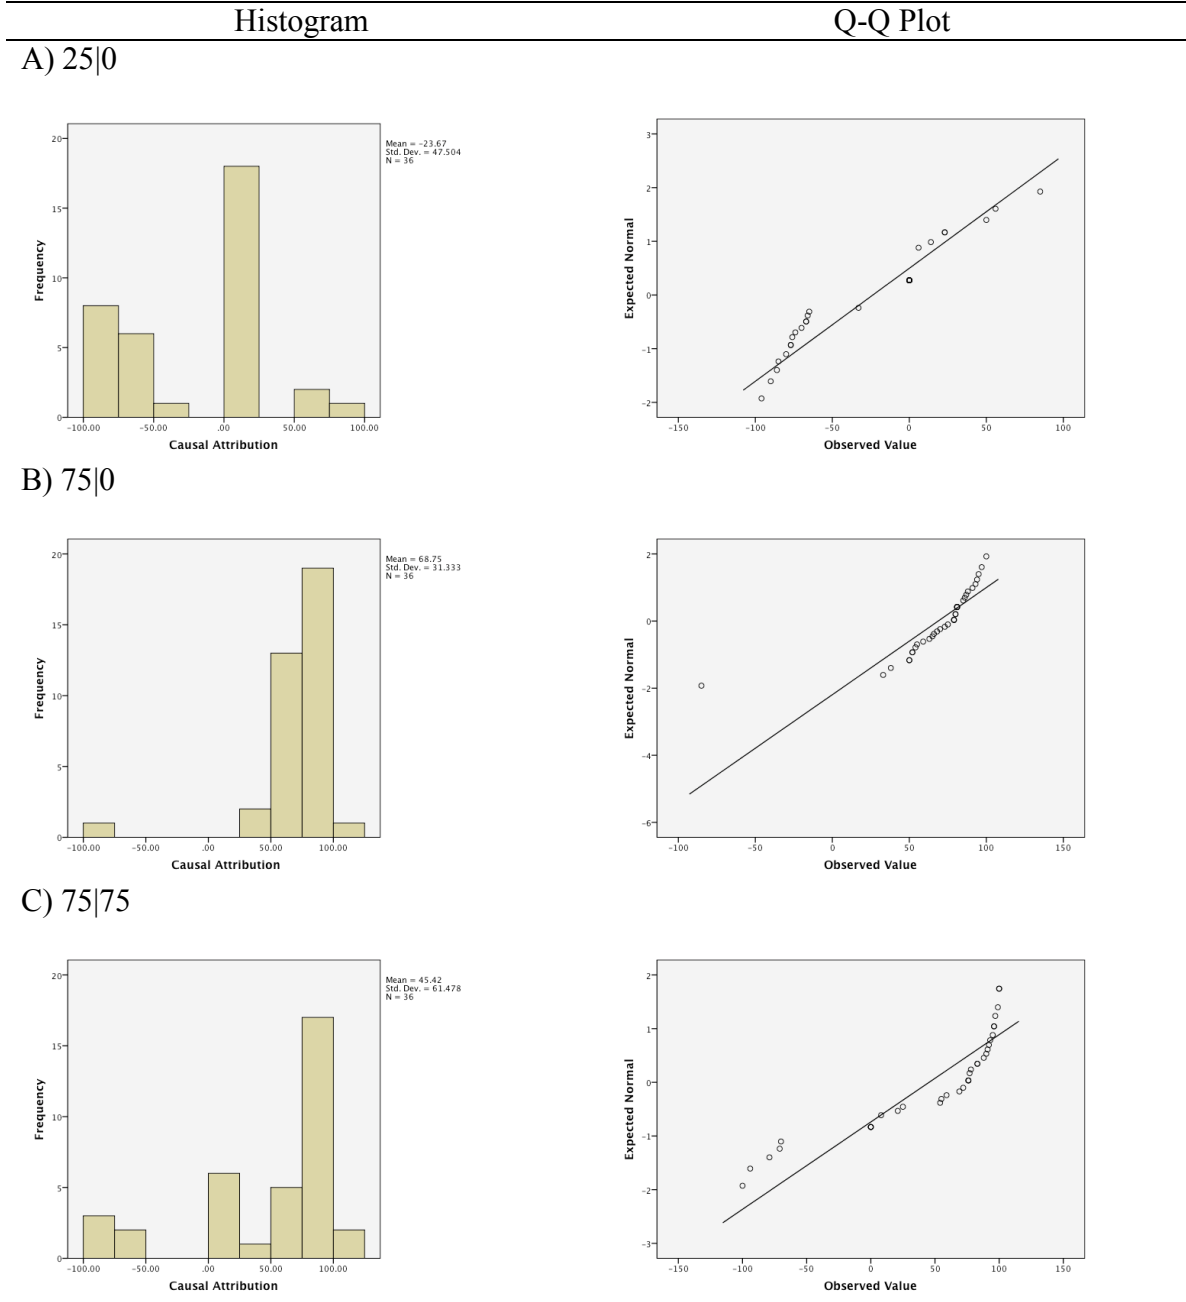 Histogram Q-Q Plot
A) 25|0
20
15
10
5
0
Frequency
-100.00 -50.00 .00 50.00 100.00
Causal Attribution
Mean = -23.67
Std. Dev. = 47.504
N = 36
3
2
1
0
-1
-2
Expected Normal
-150 -100 -50 0 50 100
Observed Value
B) 75|0
20
15
10
5
0
Frequency
-100.00 -50.00 .00 50.00 100.00
Causal Attribution
Mean = 68.75
Std. Dev. = 31.333
N = 36
2
0
-2
-4
-6
Expected Normal
-100 -50 0 50 100 150
Observed Value
C) 75|75
20
15
10
5
0
Frequency
-100.00 -50.00 .00 50.00 100.00
Causal Attribution
Mean = 45.42
Std. Dev. = 61.478
N = 36
2
1
0
-1
-2
-3
Expected Normal
-150 -100 -50 0 50 100 150
Observed Value